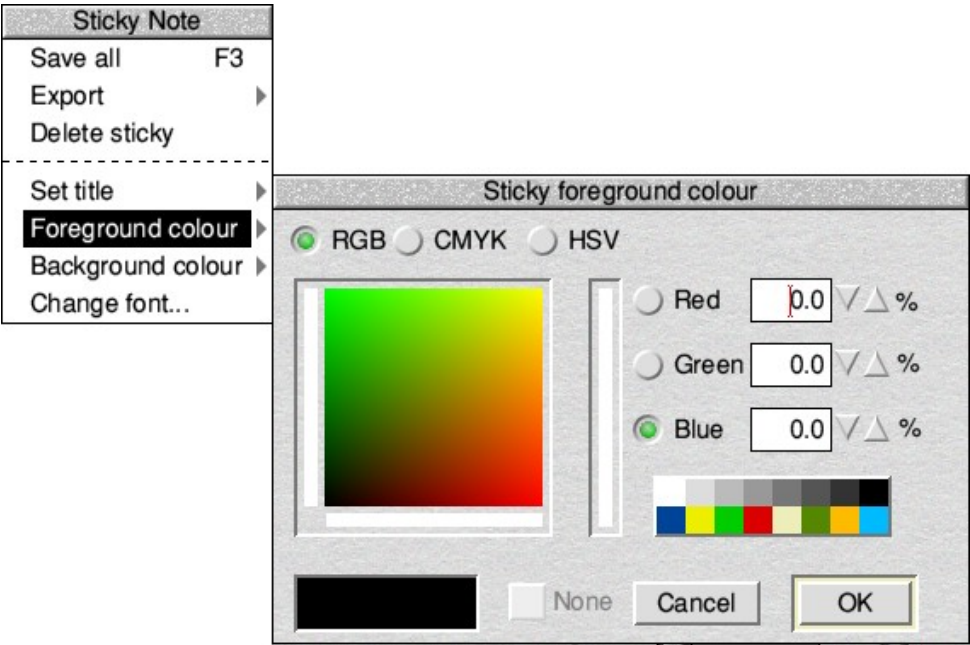 Sticky Note
Save all F3
Export
Delete sticky
Set title
Foreground colour
Background colour
Change font...
Sticky foreground colour
RGB CMYK HSV
Red 0.0 %
Green 0.0 %
Blue 0.0 %
None Cancel OK